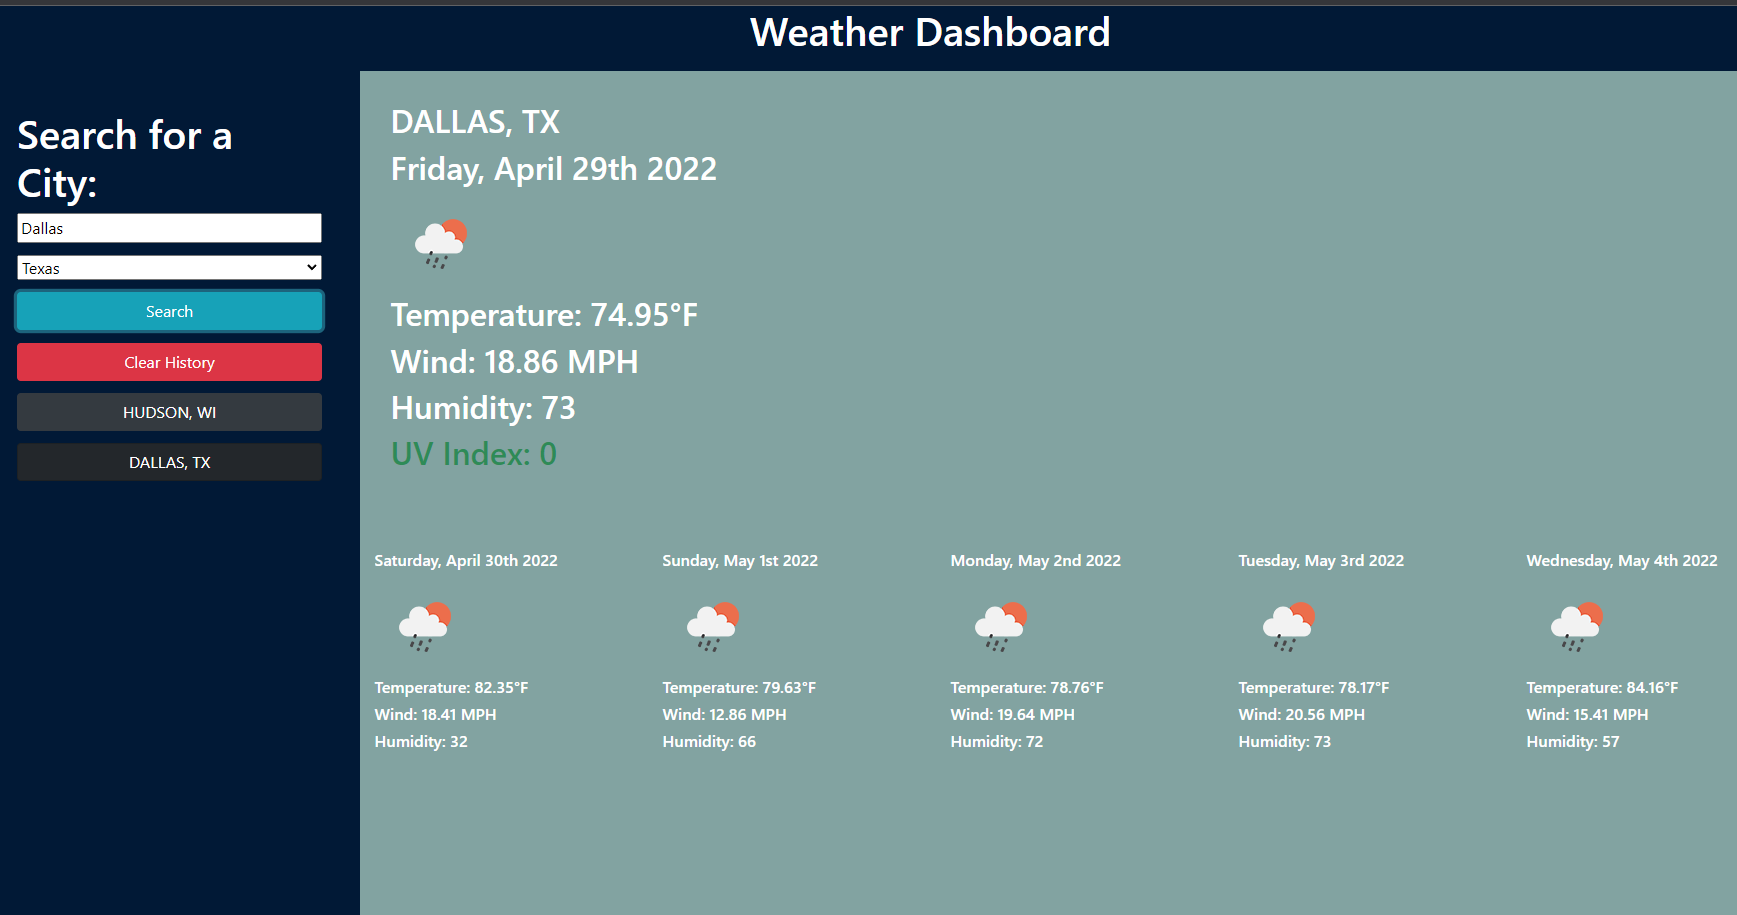 Weather Dashboard
Search for a
City:
Dallas
Texas
Search
Clear History
HUDSON, WI
DALLAS, TX
DALLAS, TX
Friday, April 29th 2022
Temperature: 74.95°F
Wind: 18.86 MPH
Humidity: 73
UV Index: 0
Saturday, April 30th 2022
Temperature: 82.35°F
Wind: 18.41 MPH
Humidity: 32
Sunday, May 1st 2022
Temperature: 79.63°F
Wind: 12.86 MPH
Humidity: 66
Monday, May 2nd 2022
Temperature: 78.76°F
Wind: 19.64 MPH
Humidity: 72
Tuesday, May 3rd 2022
Temperature: 78.17°F
Wind: 20.56 MPH
Humidity: 73
Wednesday, May 4th 2022
Temperature: 84.16°F
Wind: 15.41 MPH
Humidity: 57